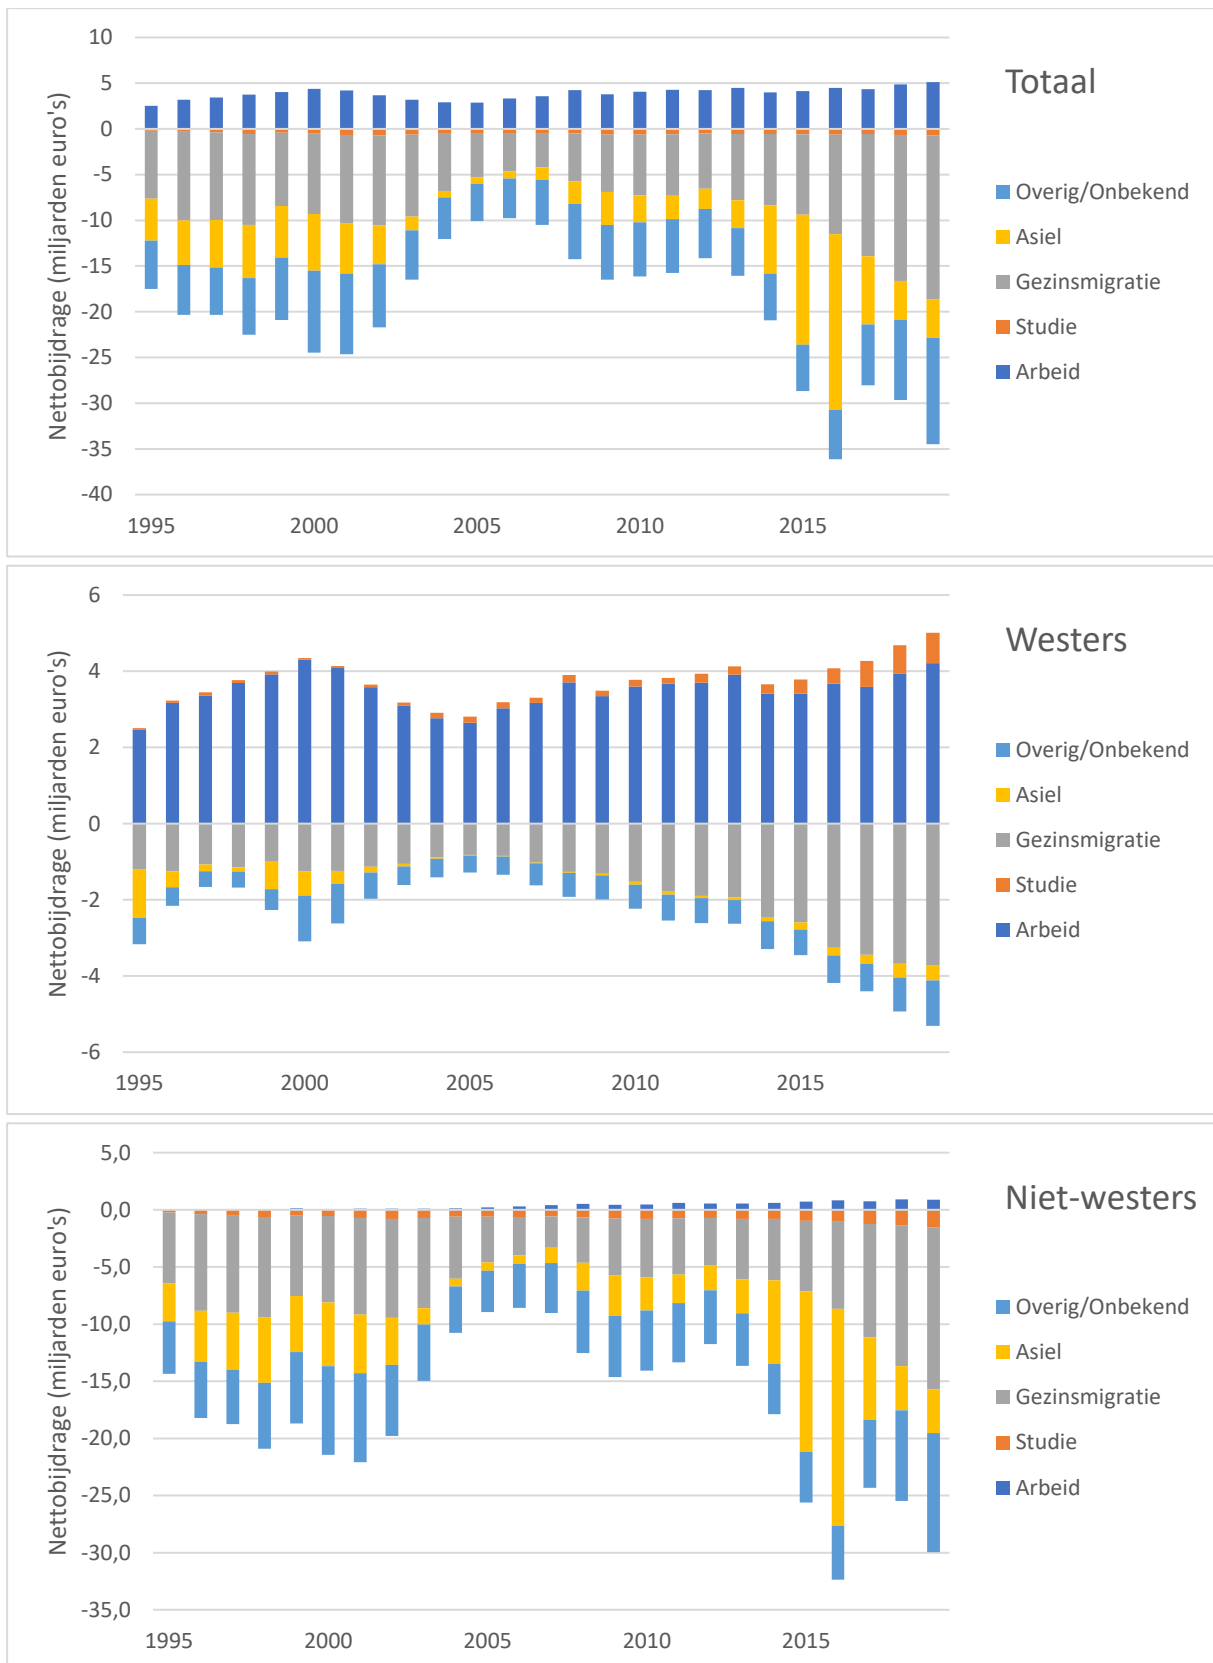 Totaal
Nettobijdrage (miljarden euro's)
10
5
0
-5
-10
-15
-20
-25
-30
-35
-40
1995 2000 2005 2010 2015
Overig/Onbekend
Asiel
Gezinsmigratie
Studie
Arbeid
Westers
Nettobijdrage (miljarden euro's)
6
4
2
0
-2
-4
-6
1995 2000 2005 2010 2015
Overig/Onbekend
Asiel
Gezinsmigratie
Studie
Arbeid
Niet-westers
Nettobijdrage (miljarden euro's)
5,0
0,0
-5,0
-10,0
-15,0
-20,0
-25,0
-30,0
-35,0
1995 2000 2005 2010 2015
Overig/Onbekend
Asiel
Gezinsmigratie
Studie
Arbeid